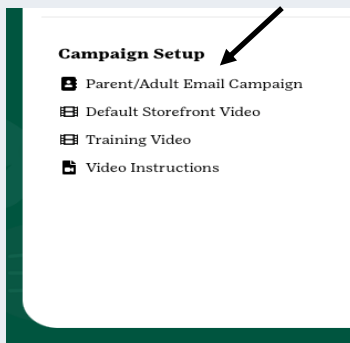 Campaign Setup
Parent/Adult Email Campaign
Default Storefront Video
Training Video
Video Instructions